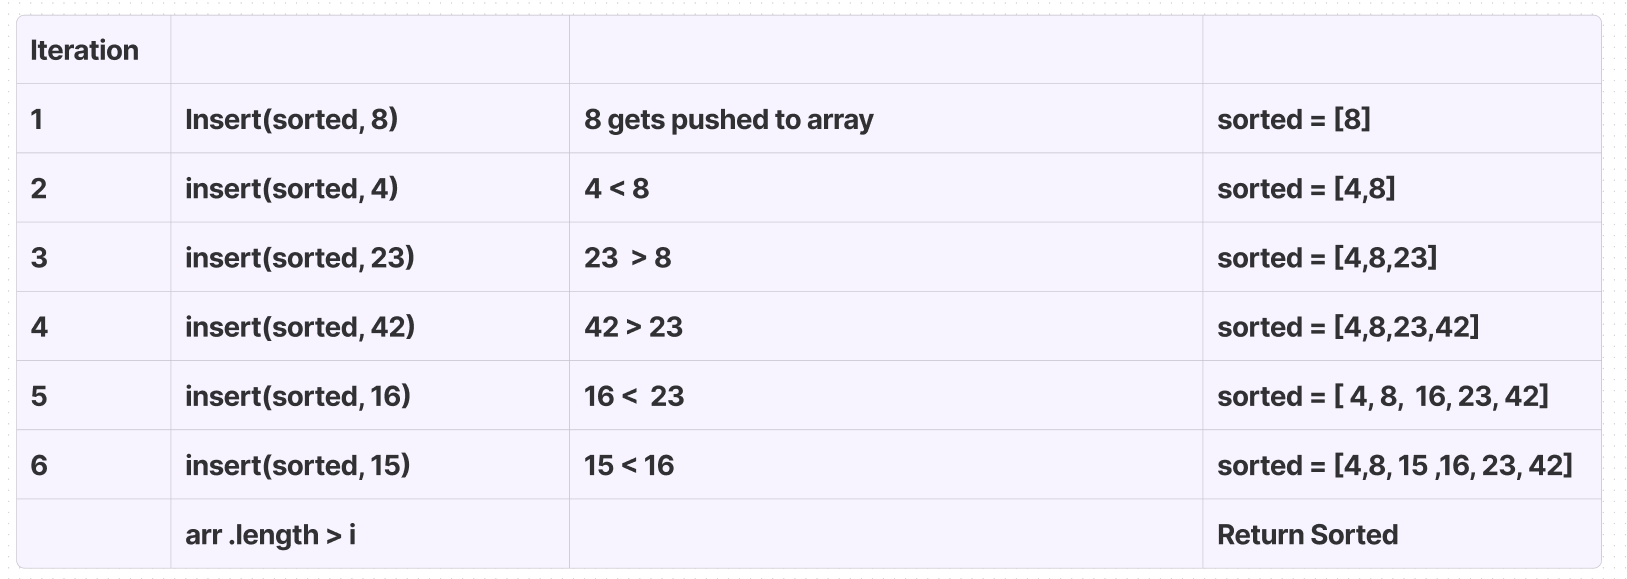 Iteration
1 Insert(sorted, 8) 8 gets pushed to array sorted = [8]
2 insert(sorted, 4) 4 < 8 sorted = [4,8]
3 insert(sorted, 23) 23 > 8 sorted = [4,8,23]
4 insert(sorted, 42) 42 > 23 sorted = [4,8,23,42]
5 insert(sorted, 16) 16 < 23 sorted = [ 4, 8, 16, 23, 42]
6 insert(sorted, 15) 15 < 16 sorted = [4,8, 15 ,16, 23, 42]
arr .length > i Return Sorted